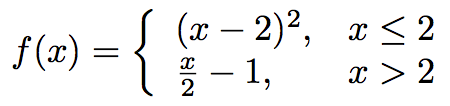 f(x) = { (x − 2)², x ≤ 2
x/2 − 1, x > 2